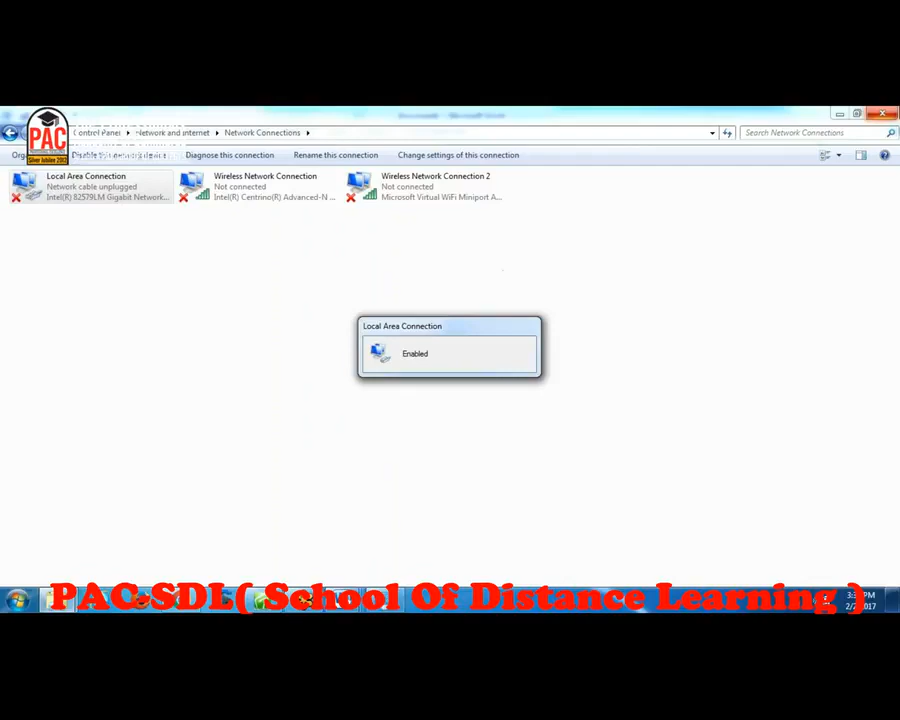 PAC
Silver Jubilee 2012
Control Panel Network and Internet Network Connections
Search Network Connections
Diagnose this connection Rename this connection Change settings of this connection
Local Area Connection
Network cable unplugged
Intel(R) 82579LM Gigabit Network...
Wireless Network Connection
Not connected
Intel(R) Centrino(R) Advanced-N ...
Wireless Network Connection 2
Not connected
Microsoft Virtual WiFi Miniport A...
Local Area Connection
Enabled
PAC-SDL( School Of Distance Learning )